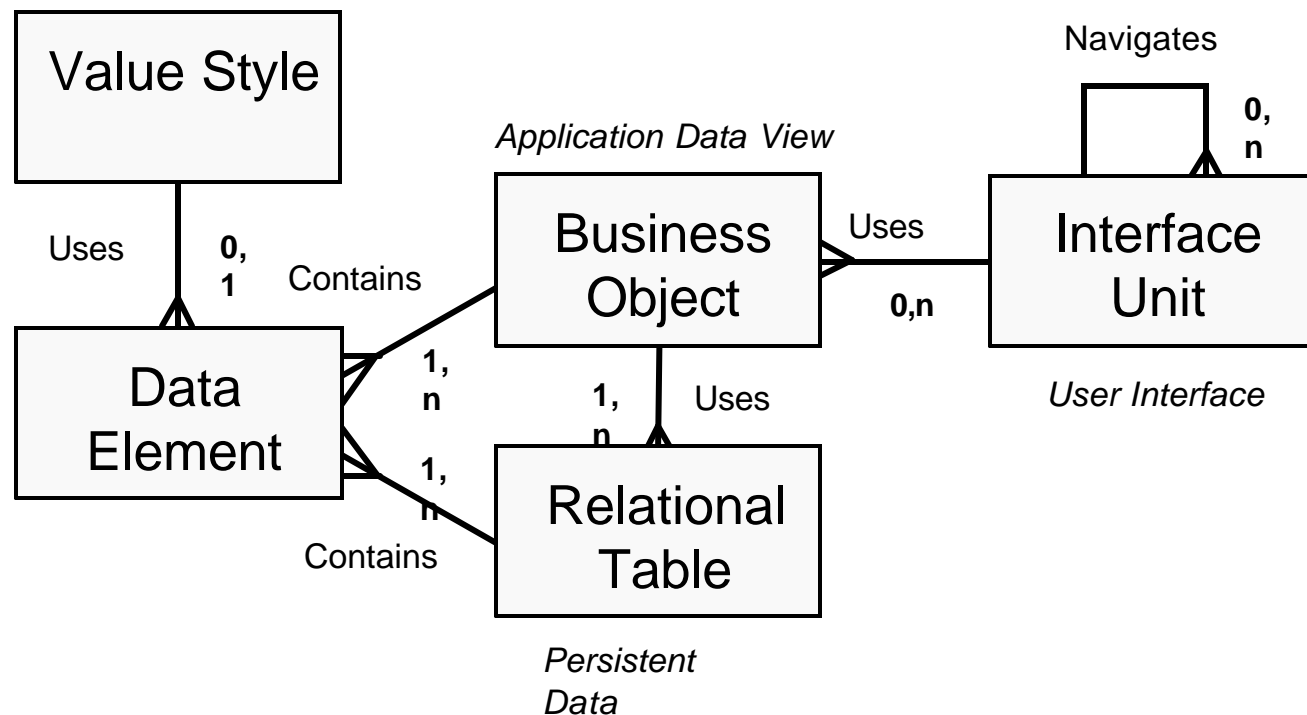 Value Style
Navigates
0,
n
Application Data View
Business
Object
Uses
0,n
Interface
Unit
User Interface
Uses
0,
1
Contains
1,
n
Data
Element
1,
n
Uses
1,
n
Contains
Relational
Table
Persistent
Data